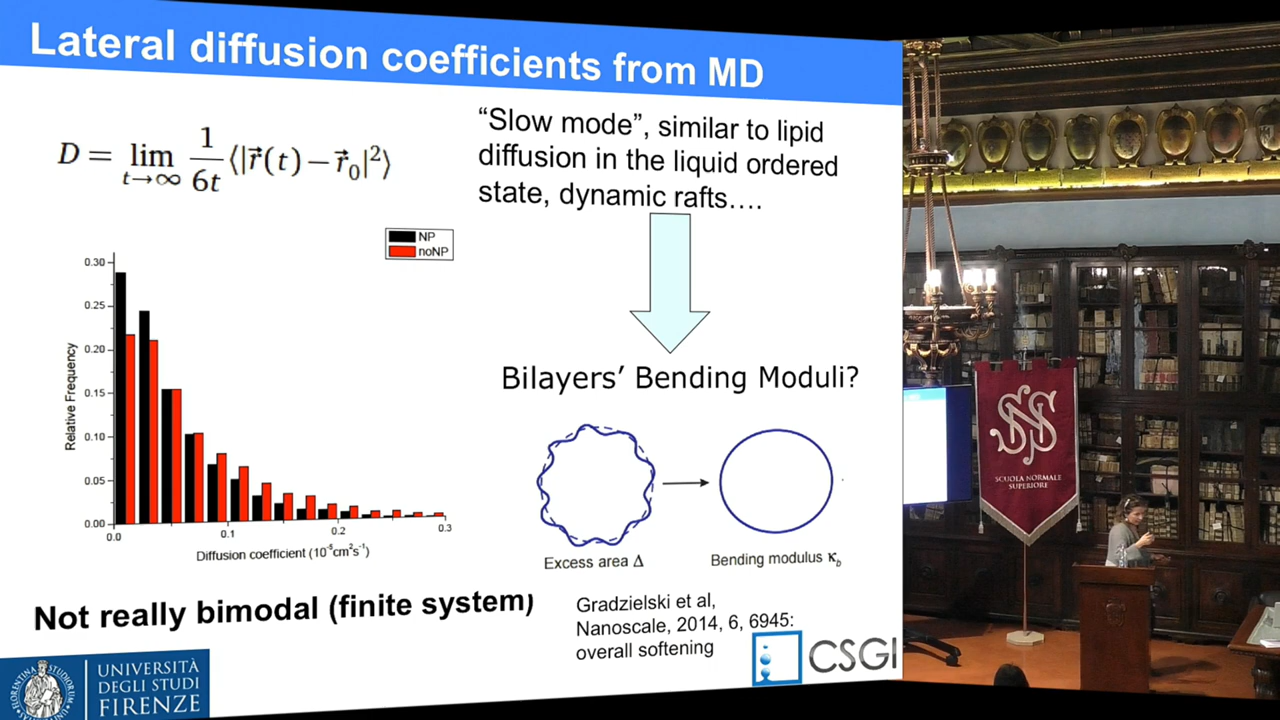 Lateral diffusion coefficients from MD
D = lim t→∞ 1/6t ⟨|r⃗(t) − r⃗₀|²⟩
"Slow mode", similar to lipid
diffusion in the liquid ordered
state, dynamic rafts….
NP
noNP
0.30
0.25
0.20
0.15
0.10
0.05
0.00
Relative Frequency
0.0
0.1
0.2
0.3
Diffusion coefficient (10⁻⁵cm²s⁻¹)
Bilayers' Bending Moduli?
Excess area Δ
Bending modulus κb
Not really bimodal (finite system)
Gradzielski et al,
Nanoscale, 2014, 6, 6945:
overall softening
UNIVERSITÀ
DEGLI STUDI
FIRENZE
CSGI
SNS
SCUOLA NORMALE
SUPERIORE